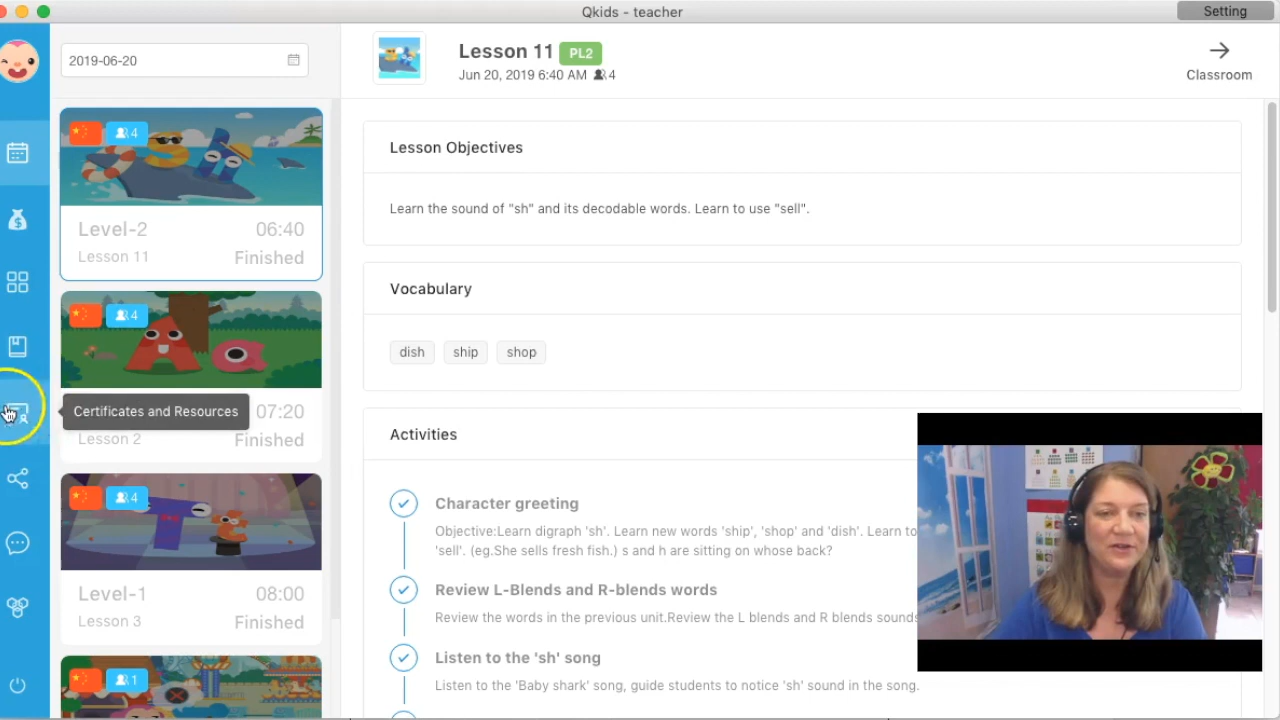 Qkids - teacher
Setting
2019-06-20
4
Level-2
06:40
Lesson 11
Finished
4
Certificates and Resources
07:20
Lesson 2
Finished
4
Level-1
08:00
Lesson 3
Finished
1
Lesson 11 PL2
Jun 20, 2019 6:40 AM 4
Classroom
Lesson Objectives
Learn the sound of "sh" and its decodable words. Learn to use "sell".
Vocabulary
dish ship shop
Activities
Character greeting
Objective:Learn digraph 'sh'. Learn new words 'ship', 'shop' and 'dish'. Learn to
'sell'. (eg.She sells fresh fish.) s and h are sitting on whose back?
Review L-Blends and R-blends words
Review the words in the previous unit.Review the L blends and R blends sounds
Listen to the 'sh' song
Listen to the 'Baby shark' song, guide students to notice 'sh' sound in the song.